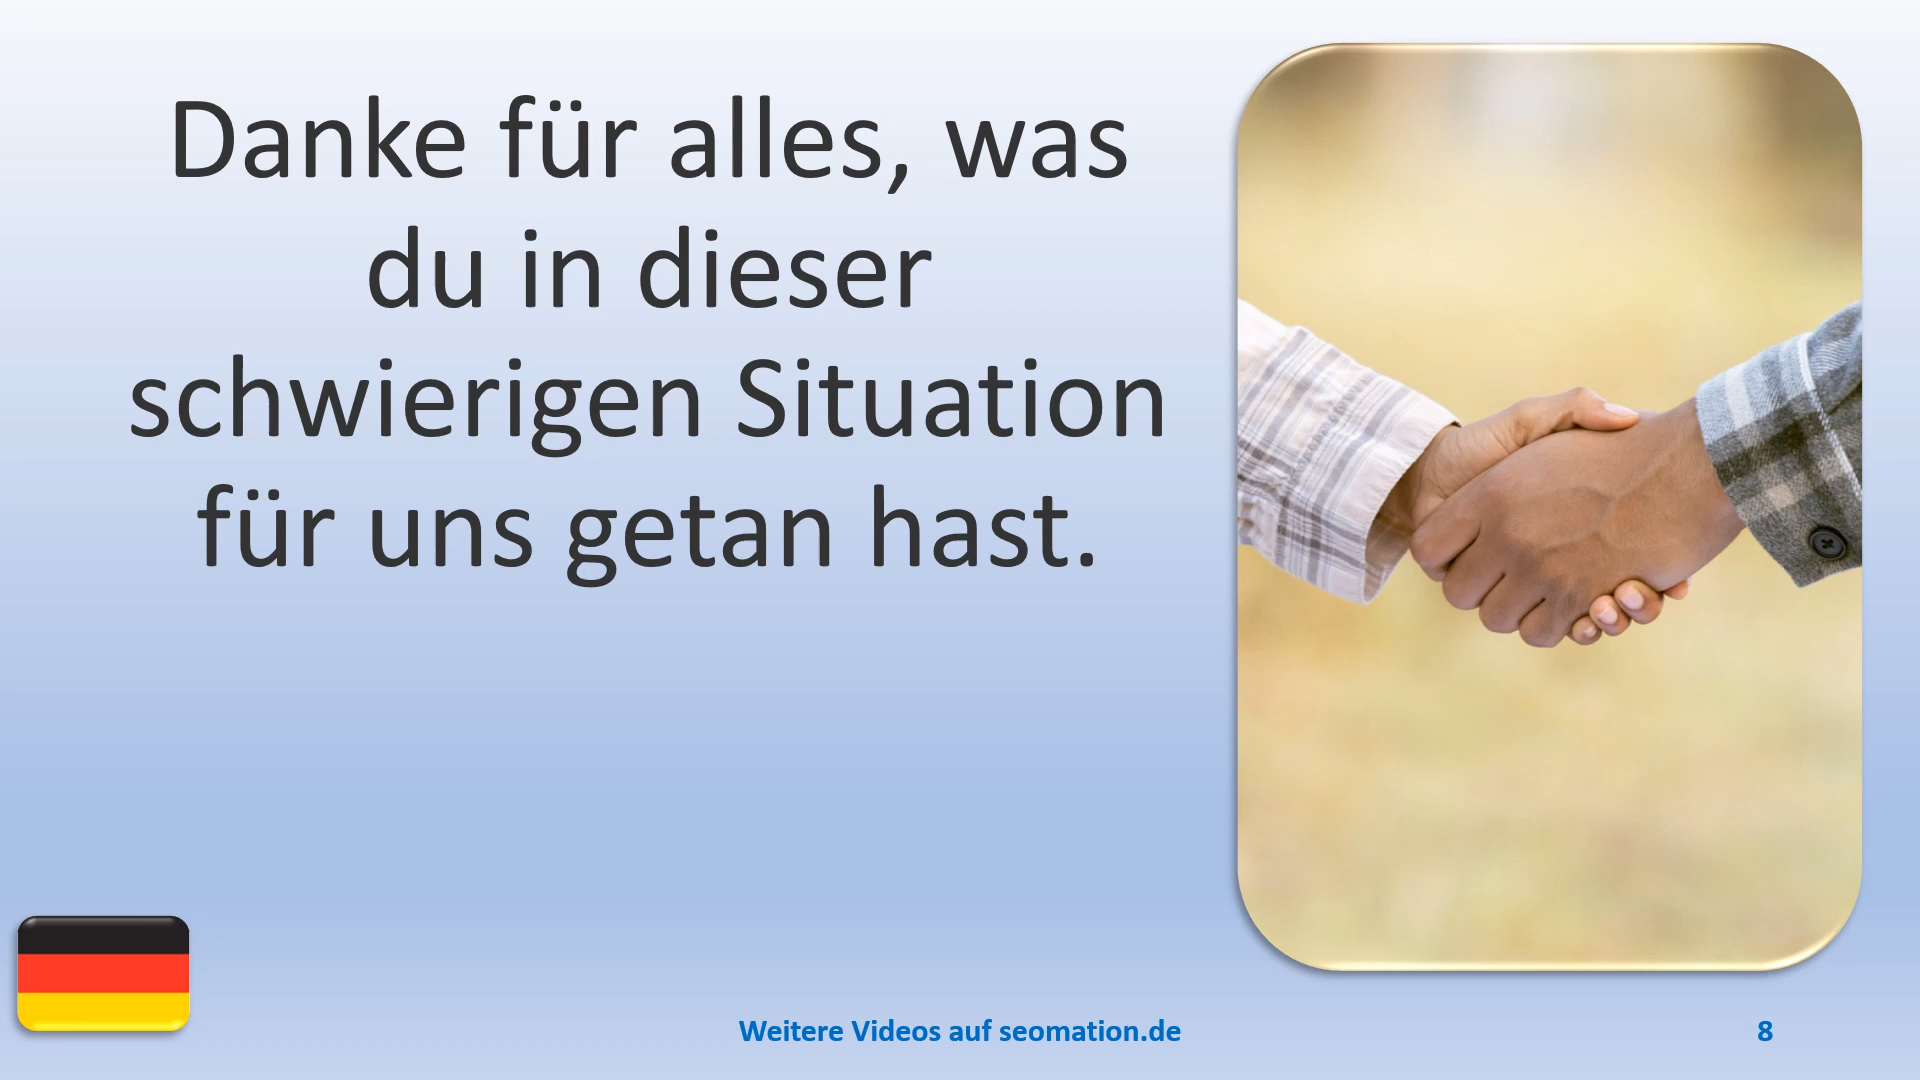 Danke für alles, was
du in dieser
schwierigen Situation
für uns getan hast.
Weitere Videos auf seomation.de
8